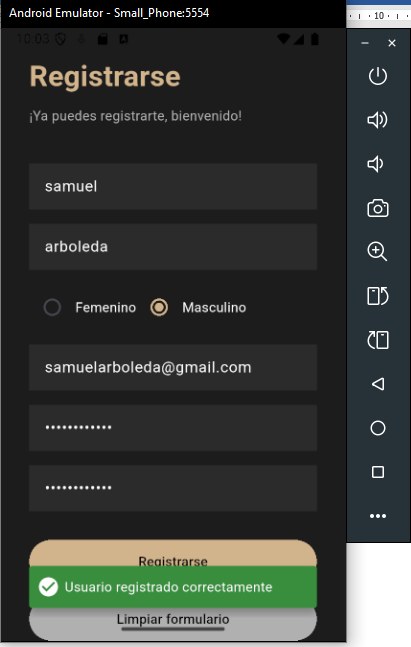 Android Emulator - Small_Phone:5554
10
10:03
Registrarse
¡Ya puedes registrarte, bienvenido!
samuel
arboleda
Femenino Masculino
samuelarboleda@gmail.com
••••••••••••
••••••••••••
Registrarse
Usuario registrado correctamente
Limpiar formulario